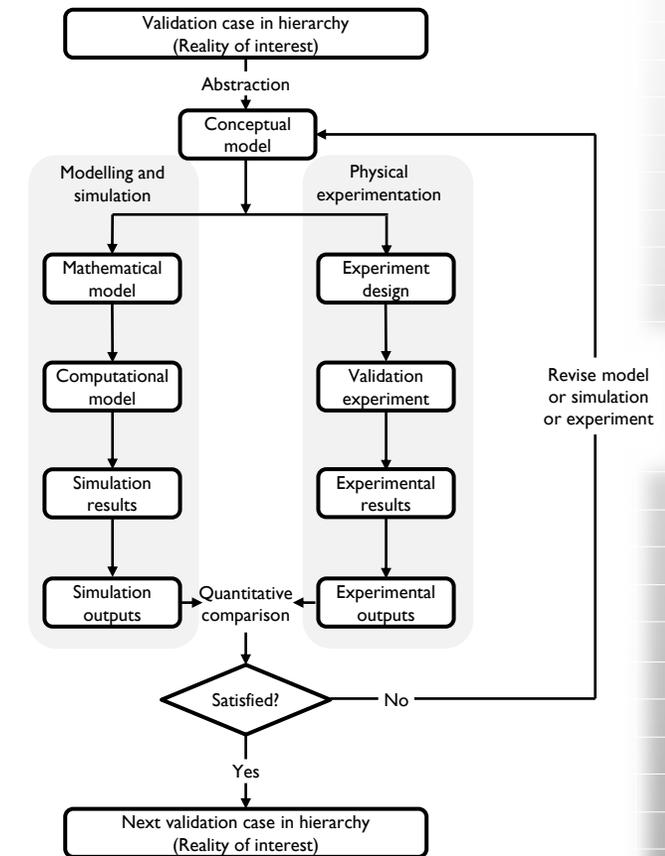 Validation case in hierarchy
(Reality of interest)
Abstraction
Conceptual
model
Modelling and
simulation
Physical
experimentation
Mathematical
model
Experiment
design
Computational
model
Validation
experiment
Revise model
or simulation
or experiment
Simulation
results
Experimental
results
Simulation
outputs
Quantitative
comparison
Experimental
outputs
Satisfied?
No
Yes
Next validation case in hierarchy
(Reality of interest)